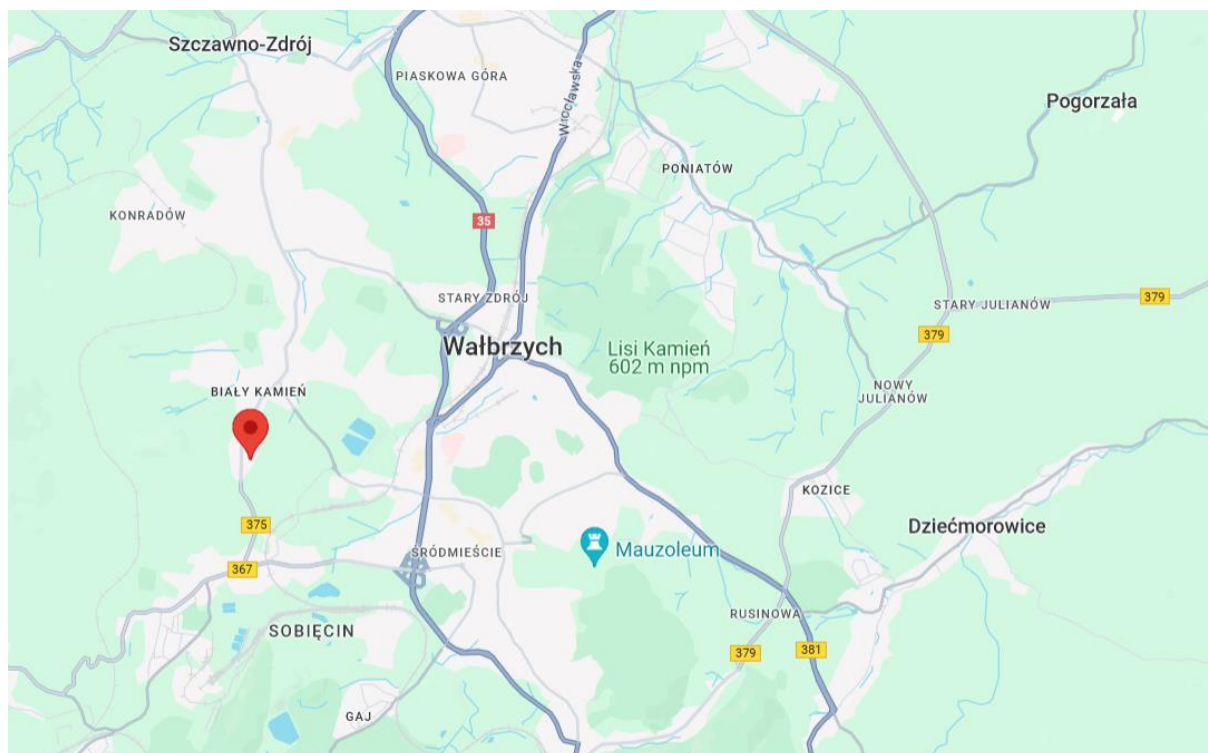 Szczawno-Zdrój
PIASKOWA GÓRA
Wrocławska
Pogorzała
PONIATÓW
KONRADÓW
35
STARY ZDRÓJ
379
STARY JULIANÓW
379
Wałbrzych
Lisi Kamień
602 m npm
BIAŁY KAMIEŃ
NOWY
JULIANÓW
KOZICE
375
Dziećmorowice
ŚRÓDMIEŚCIE
Mauzoleum
367
RUSINOWA
SOBIĘCIN
379
381
GAJ